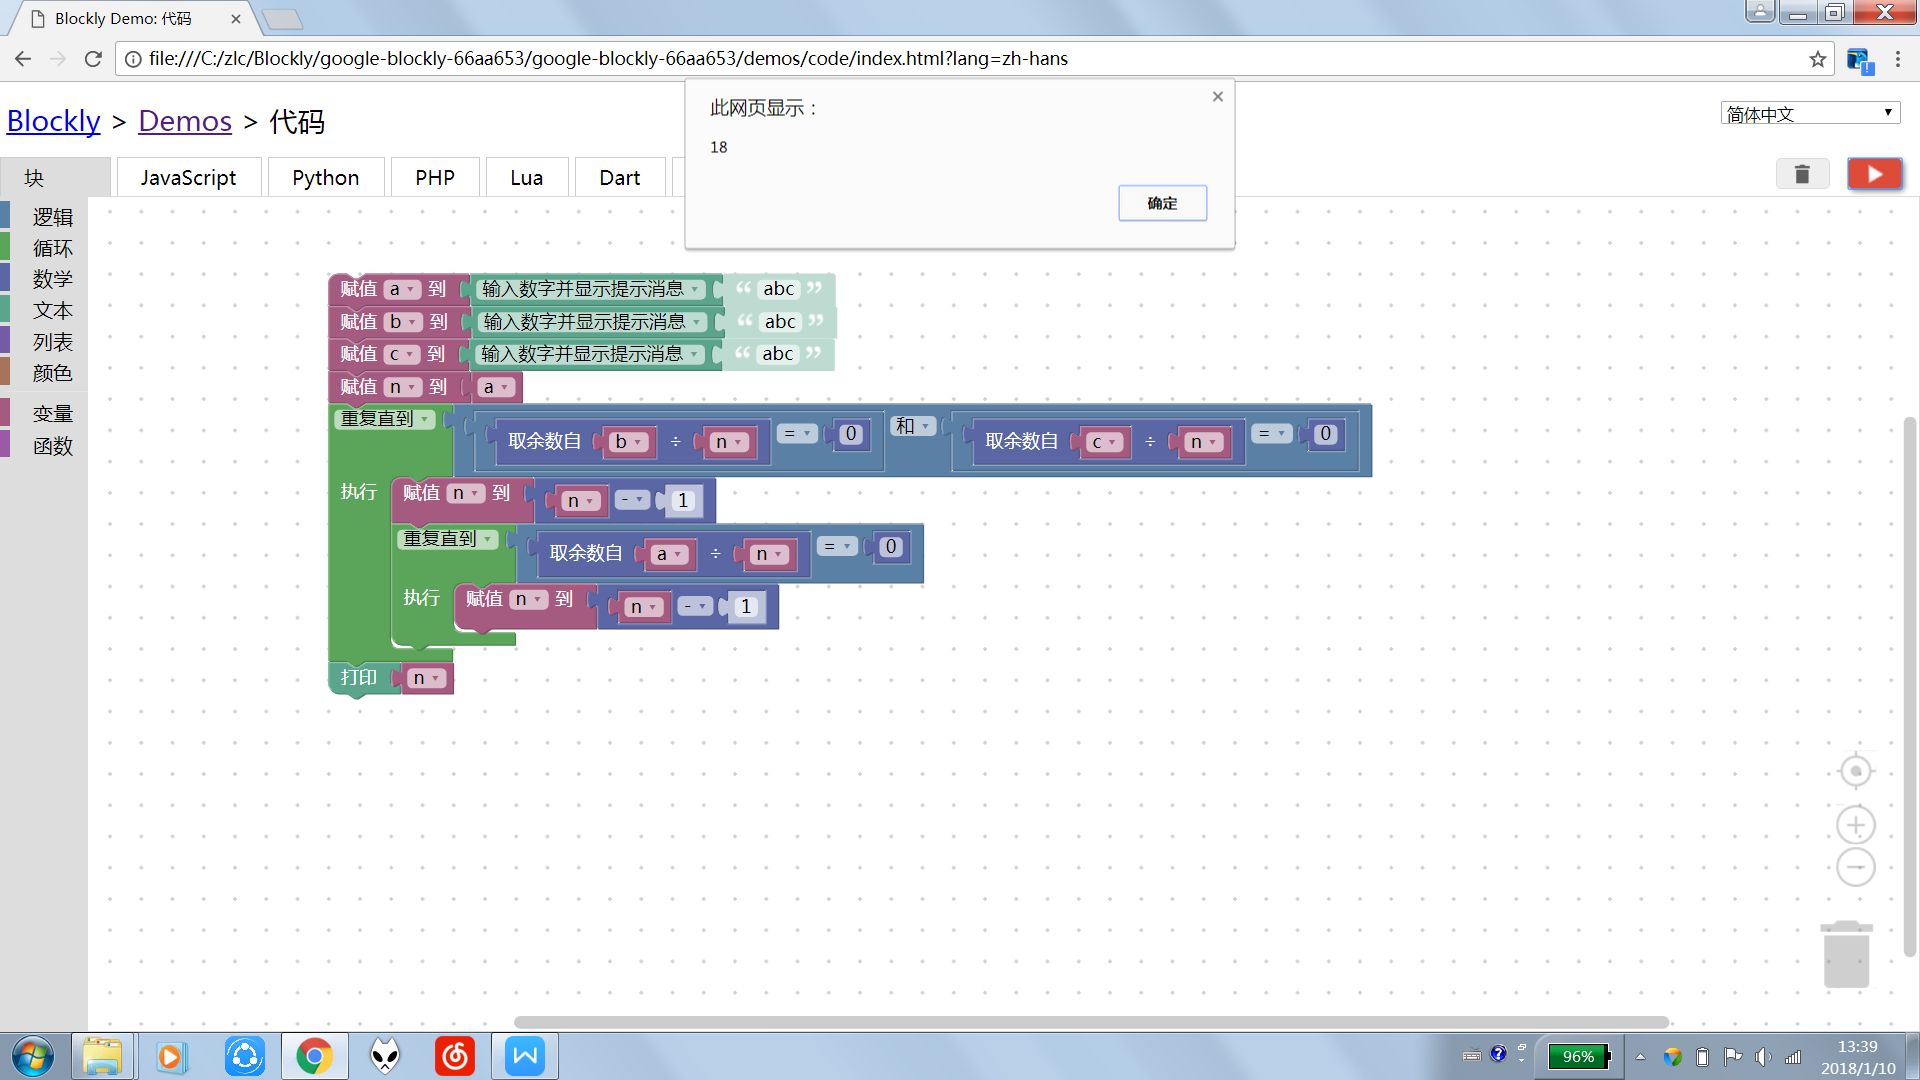 Blockly Demo: 代码
file:///C:/zlc/Blockly/google-blockly-66aa653/google-blockly-66aa653/demos/code/index.html?lang=zh-hans
此网页显示：
18
确定
Blockly > Demos > 代码
简体中文
块 JavaScript Python PHP Lua Dart
逻辑
循环
数学
文本
列表
颜色
变量
函数
赋值 a 到 输入数字并显示提示消息 “ abc ”
赋值 b 到 输入数字并显示提示消息 “ abc ”
赋值 c 到 输入数字并显示提示消息 “ abc ”
赋值 n 到 a
重复直到 取余数自 b ÷ n = 0 和 取余数自 c ÷ n = 0
执行 赋值 n 到 n - 1
重复直到 取余数自 a ÷ n = 0
执行 赋值 n 到 n - 1
打印 n
96%
13:39
2018/1/10